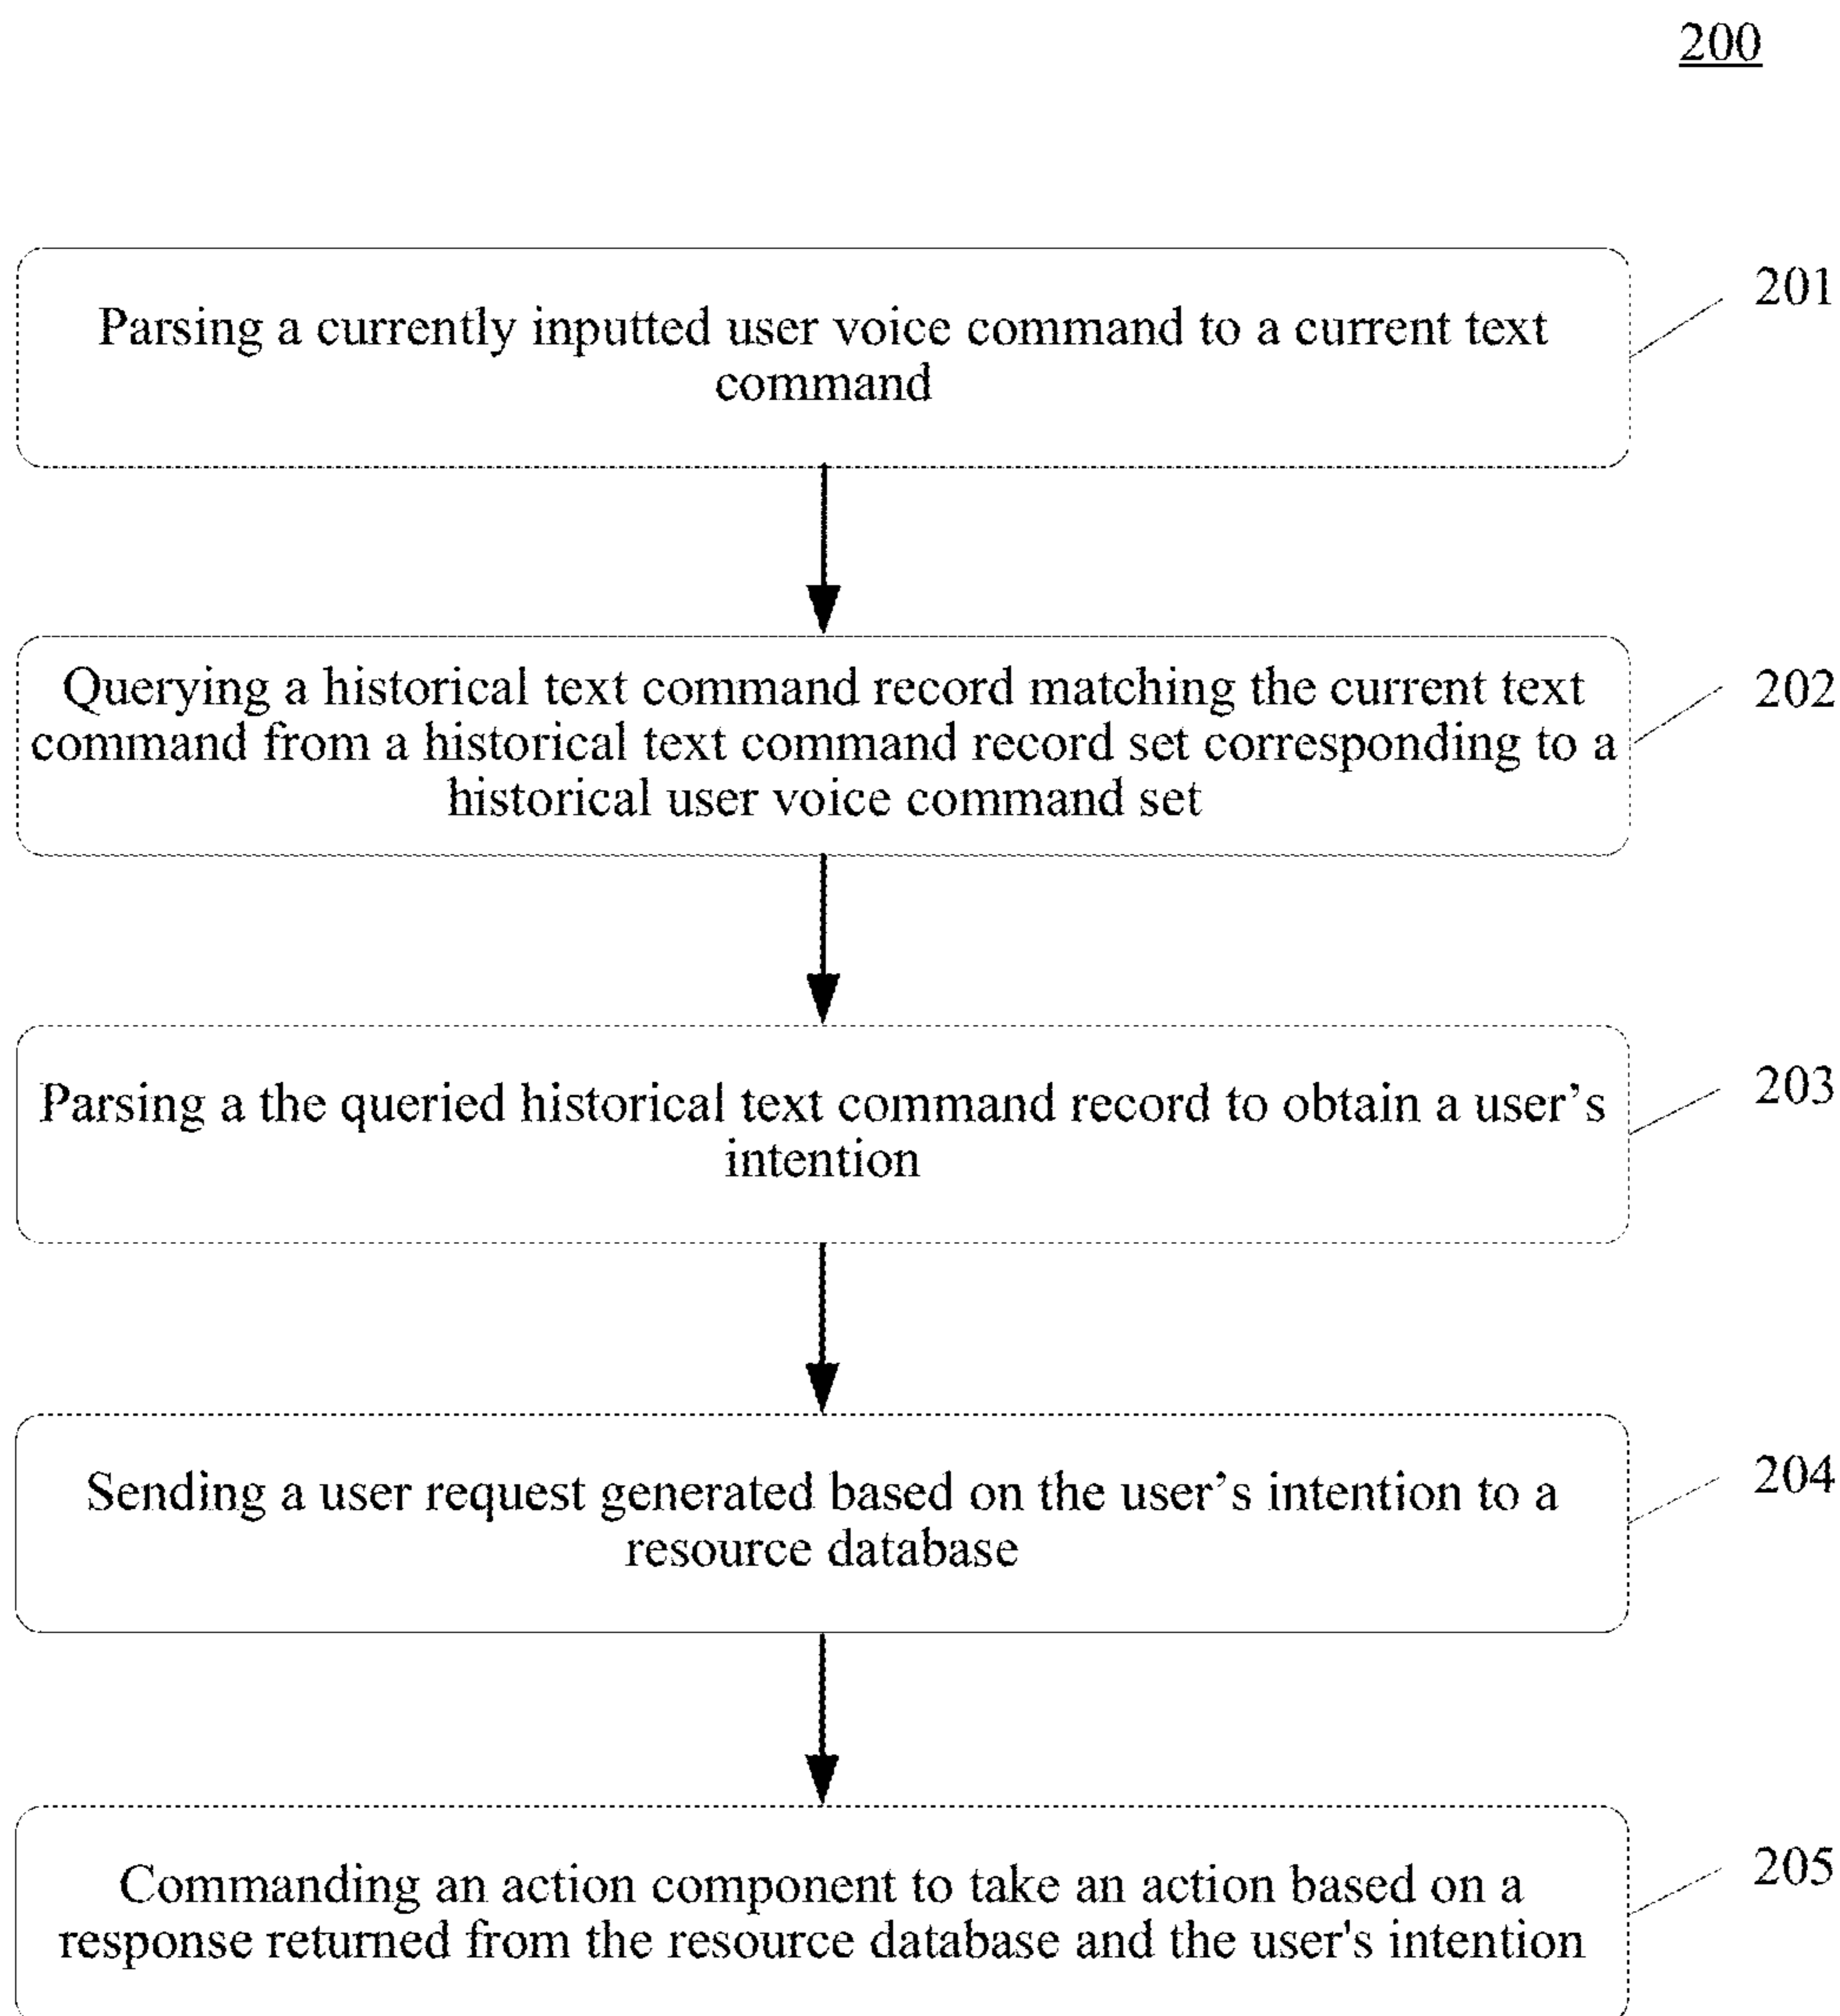 200
Parsing a currently inputted user voice command to a current text
command
201
Querying a historical text command record matching the current text
command from a historical text command record set corresponding to a
historical user voice command set
202
Parsing a the queried historical text command record to obtain a user’s
intention
203
Sending a user request generated based on the user’s intention to a
resource database
204
Commanding an action component to take an action based on a
response returned from the resource database and the user's intention
205